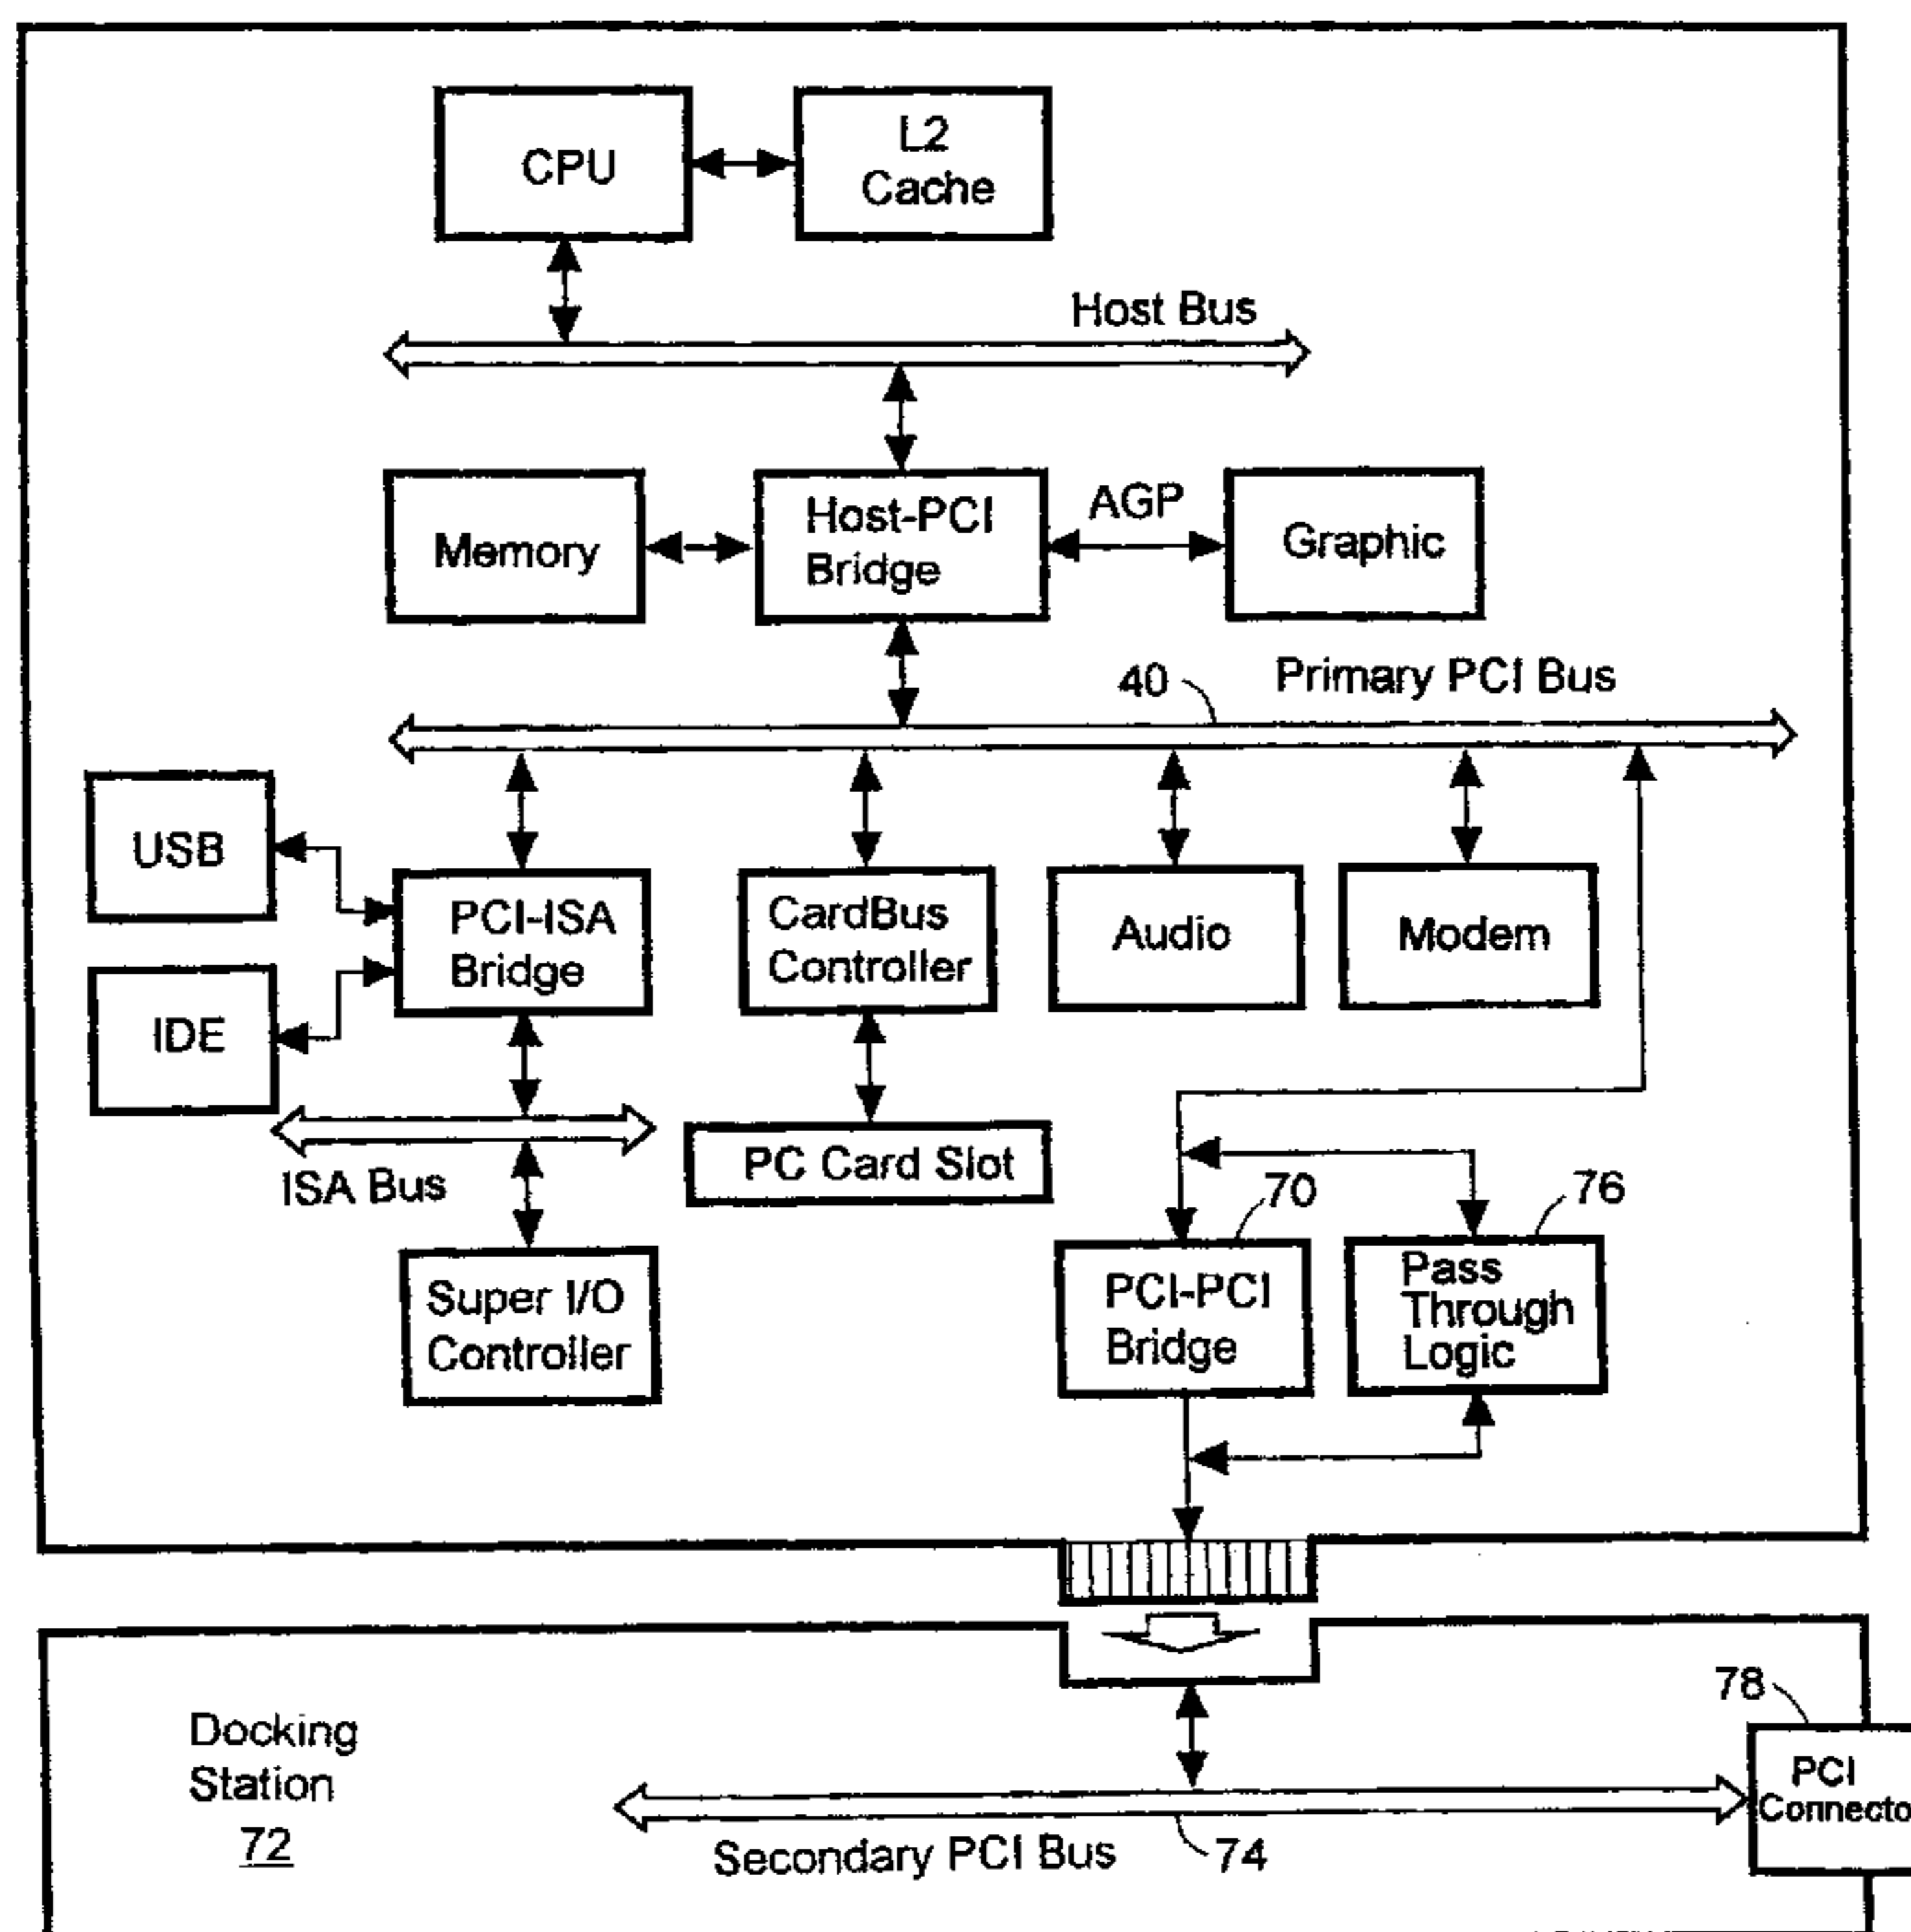 CPU
L2
Cache
Host Bus
Memory
Host-PCI
Bridge
AGP
Graphic
40
Primary PCI Bus
USB
IDE
PCI-ISA
Bridge
CardBus
Controller
Audio
Modem
ISA Bus
PC Card Slot
70
76
Super I/O
Controller
PCI-PCI
Bridge
Pass
Through
Logic
Docking
Station
72
78
PCI
Connecto
Secondary PCI Bus
74